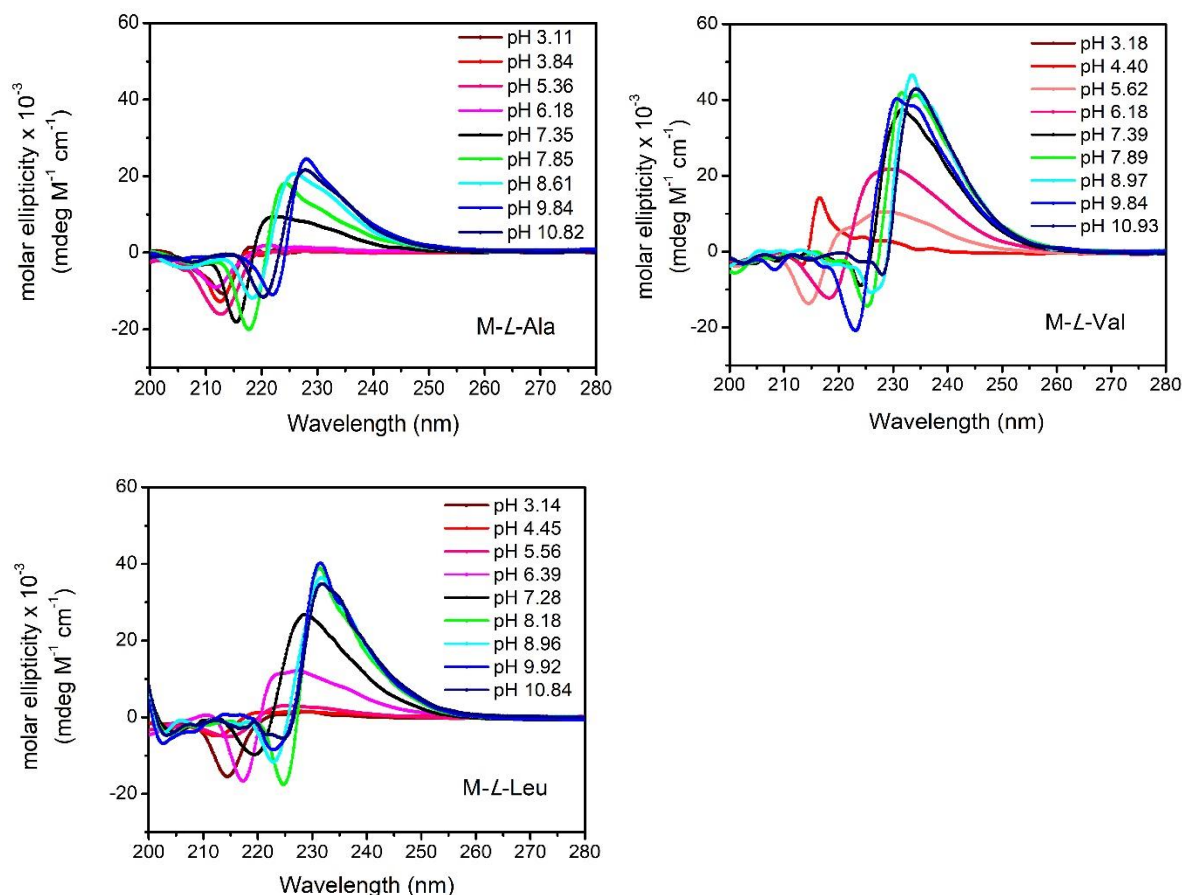 molar ellipticity x 10⁻³
(mdeg M⁻¹ cm⁻¹)
60
40
20
0
-20
pH 3.11
pH 3.84
pH 5.36
pH 6.18
pH 7.35
pH 7.85
pH 8.61
pH 9.84
pH 10.82
M-L-Ala
200 210 220 230 240 250 260 270 280
Wavelength (nm)
molar ellipticity x 10⁻³
(mdeg M⁻¹ cm⁻¹)
60
40
20
0
-20
pH 3.18
pH 4.40
pH 5.62
pH 6.18
pH 7.39
pH 7.89
pH 8.97
pH 9.84
pH 10.93
M-L-Val
200 210 220 230 240 250 260 270 280
Wavelength (nm)
molar ellipticity x 10⁻³
(mdeg M⁻¹ cm⁻¹)
60
40
20
0
-20
pH 3.14
pH 4.45
pH 5.56
pH 6.39
pH 7.28
pH 8.18
pH 8.96
pH 9.92
pH 10.84
M-L-Leu
200 210 220 230 240 250 260 270 280
Wavelength (nm)